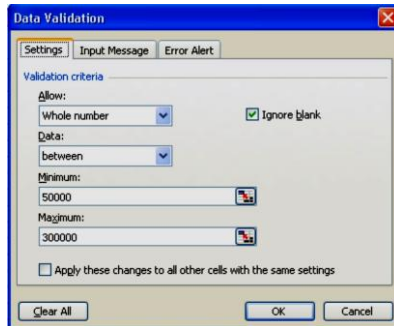 Data Validation
Settings Input Message Error Alert
Validation criteria
Allow:
Whole number
Ignore blank
Data:
between
Minimum:
50000
Maximum:
300000
Apply these changes to all other cells with the same settings
Clear All OK Cancel